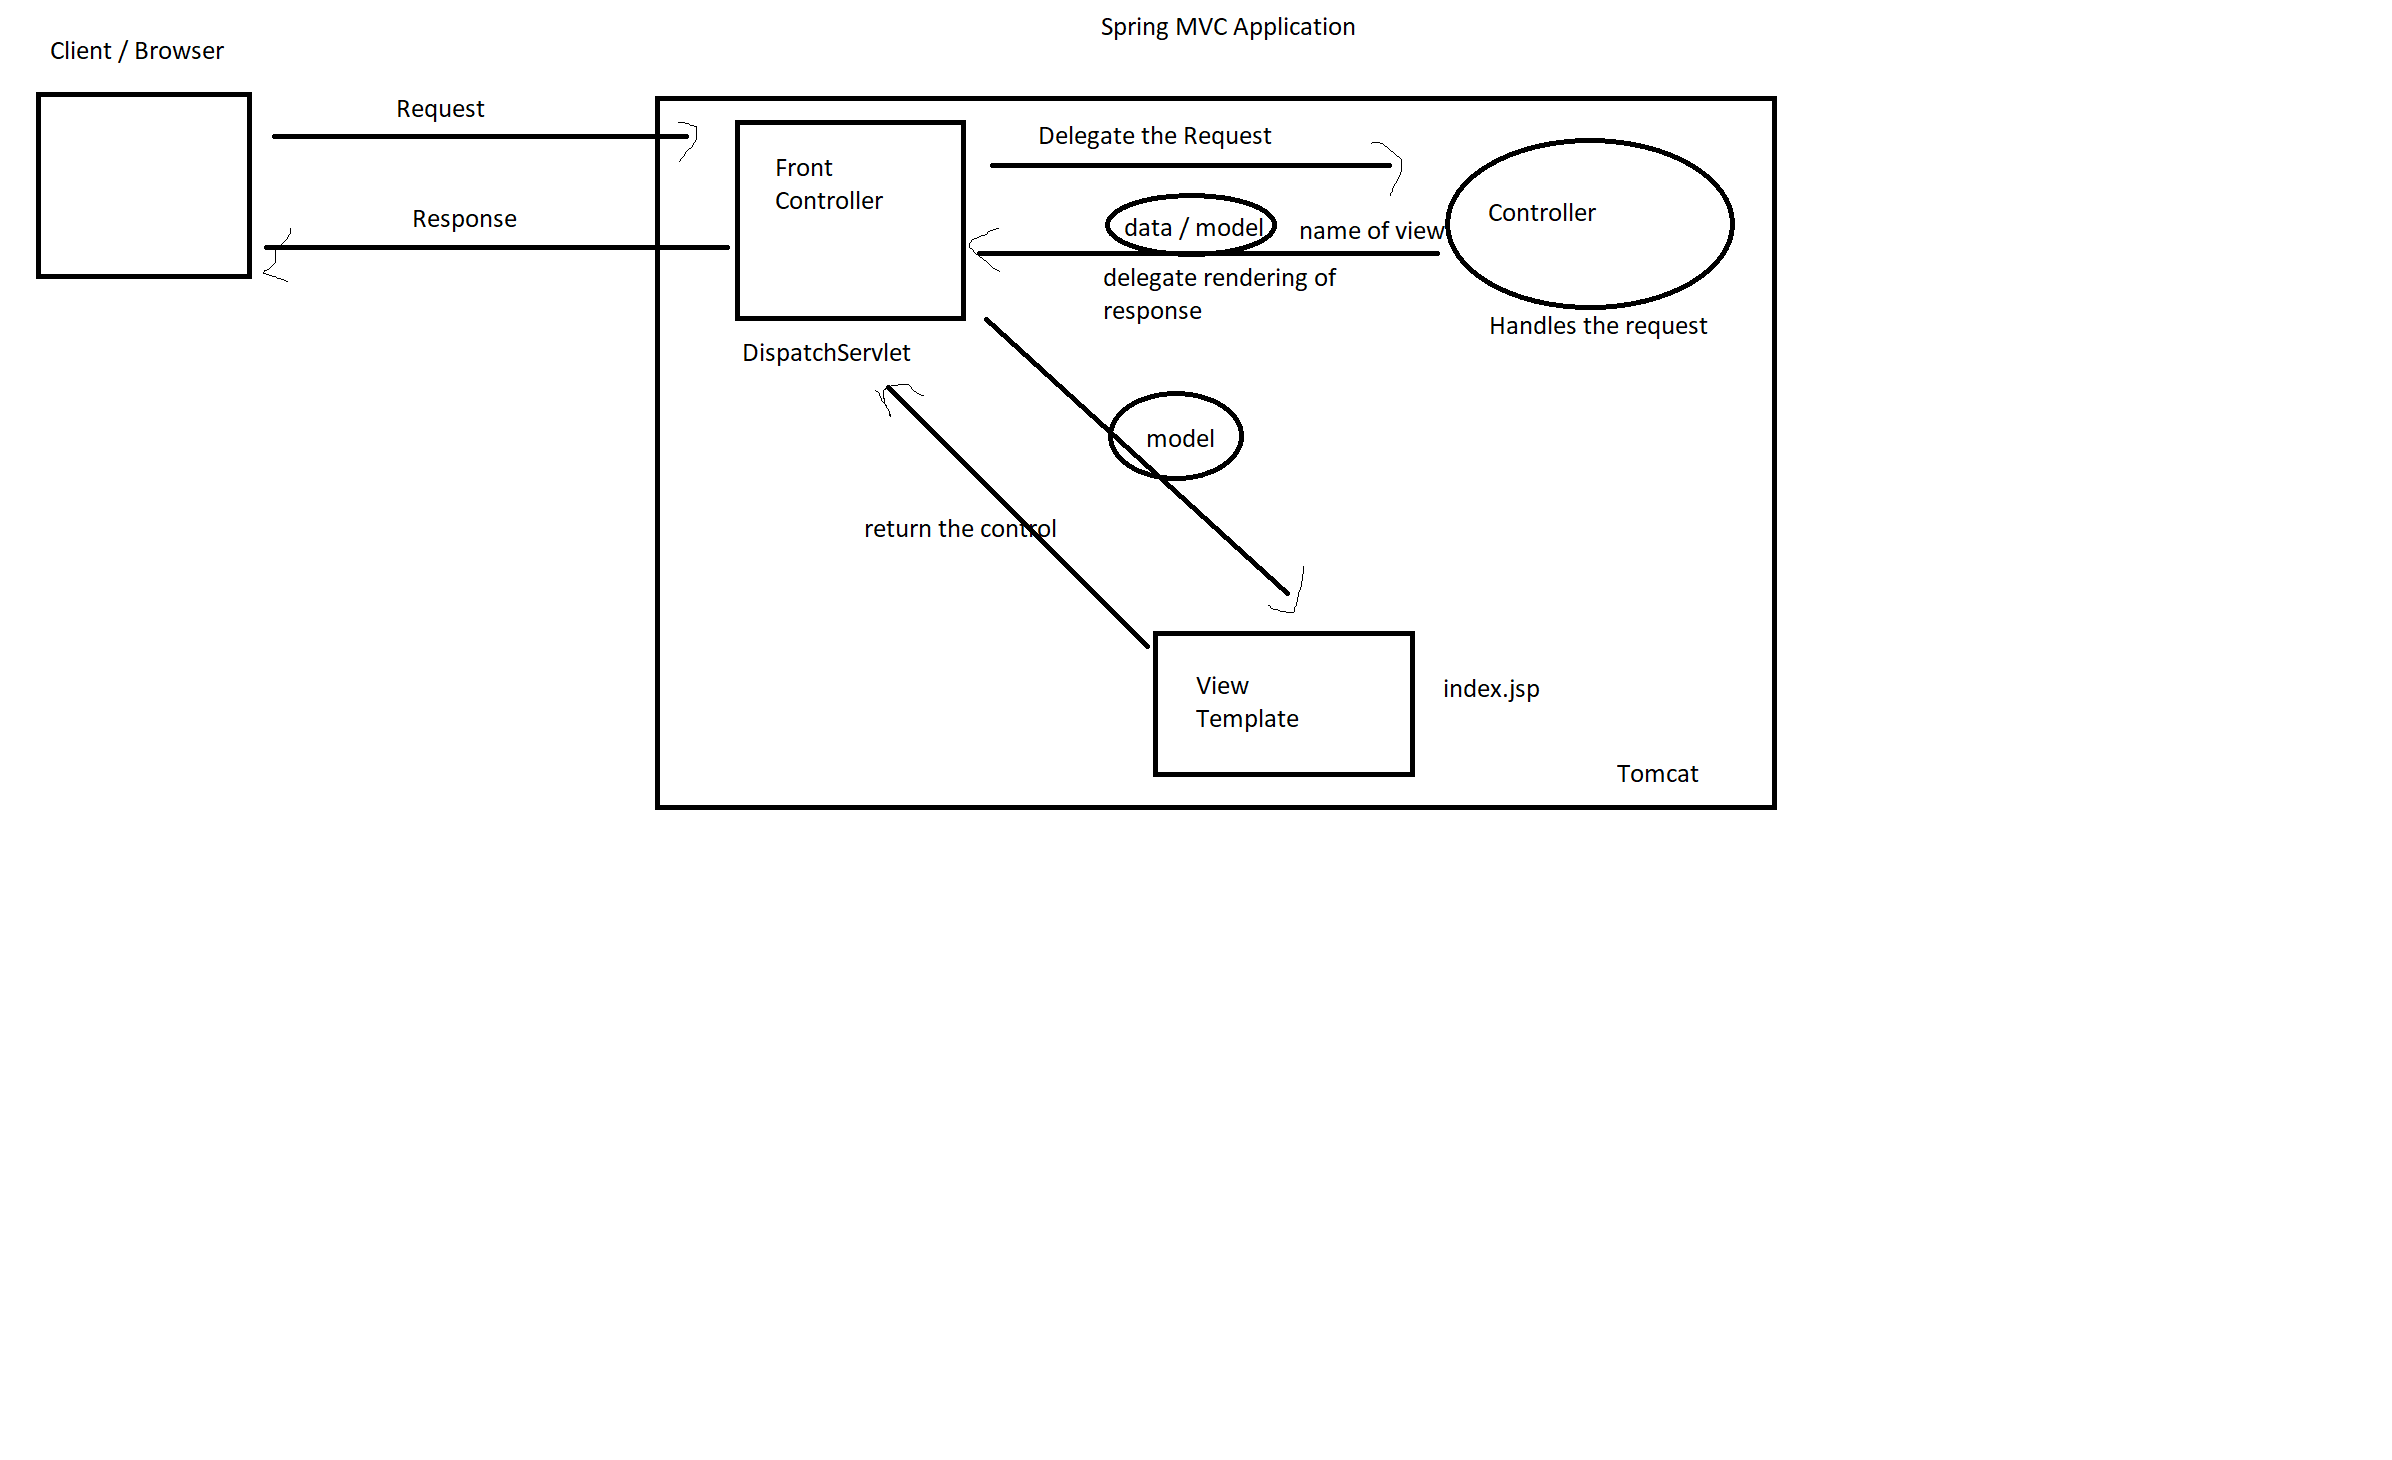 Spring MVC Application
Client / Browser
Request
Response
Front
Controller
DispatchServlet
Delegate the Request
data / model
name of view
delegate rendering of
response
Controller
Handles the request
model
return the control
View
Template
index.jsp
Tomcat